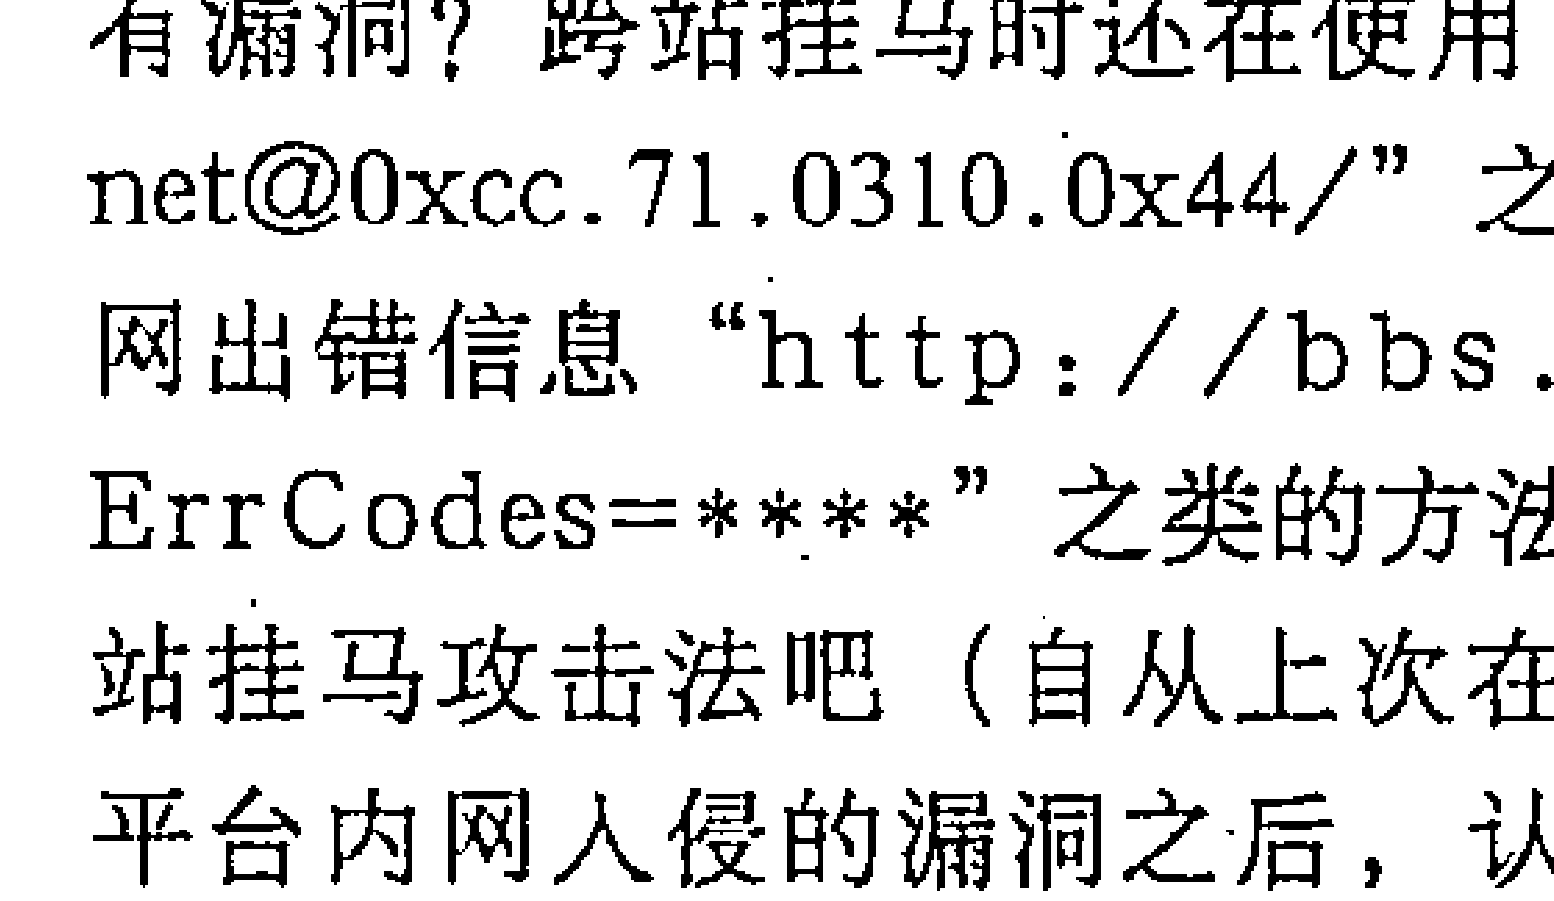 有漏洞？跨站挂马时还在使用
net@0xcc.71.0310.0x44/”之
网出错信息“http://bbs.
ErrCodes=****”之类的方法
站挂马攻击法吧（自从上次在
平台内网入侵的漏洞之后，认